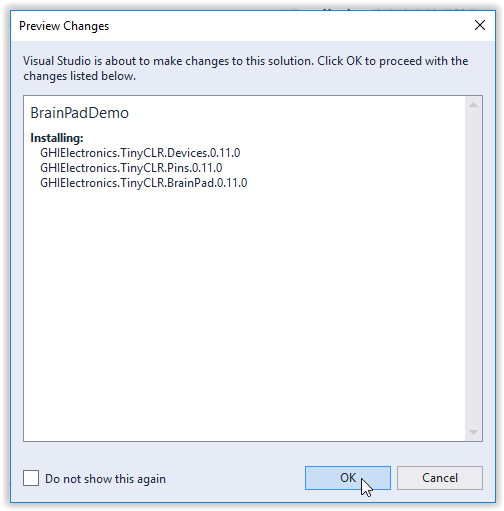 Preview Changes
Visual Studio is about to make changes to this solution. Click OK to proceed with the
changes listed below.
BrainPadDemo
Installing:
GHIElectronics.TinyCLR.Devices.0.11.0
GHIElectronics.TinyCLR.Pins.0.11.0
GHIElectronics.TinyCLR.BrainPad.0.11.0
Do not show this again
OK
Cancel